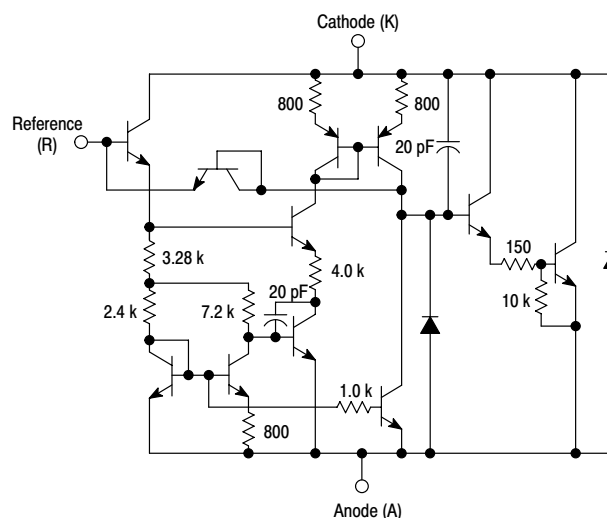 Cathode (K)
800
800
Reference
(R)
20 pF
3.28 k
4.0 k
150
2.4 k
7.2 k
20 pF
10 k
1.0 k
800
Anode (A)